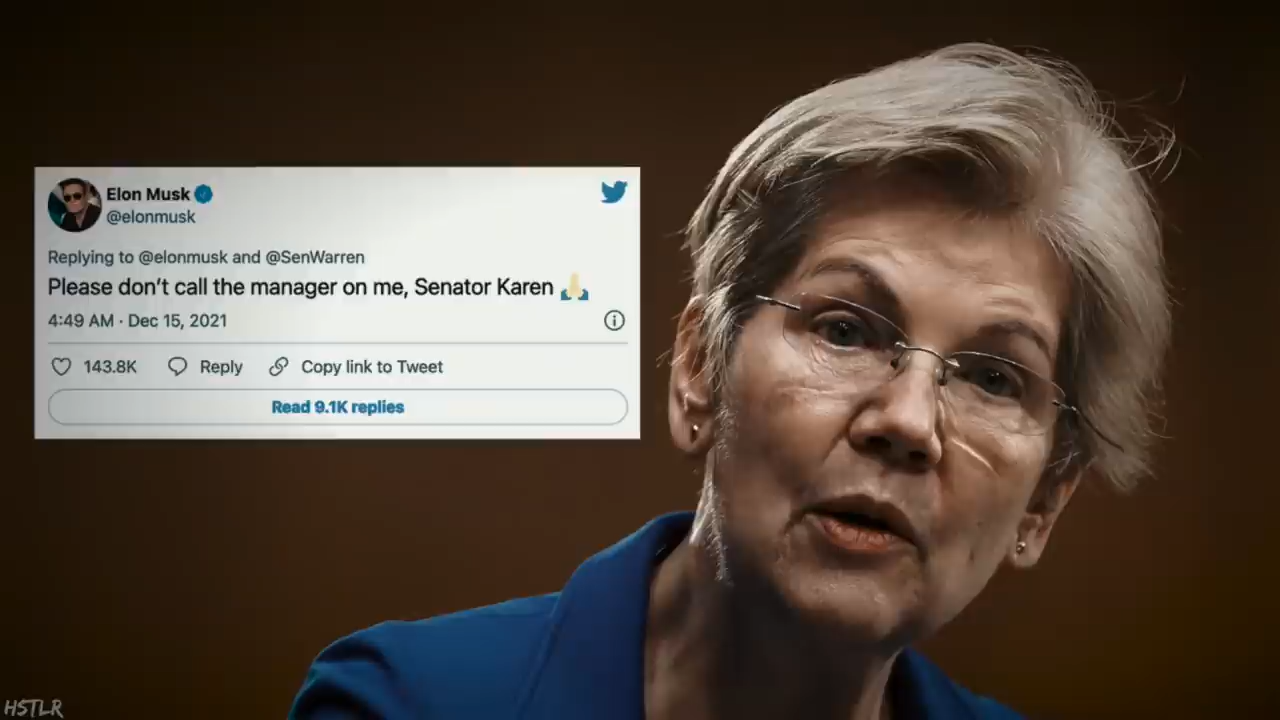 Elon Musk
@elonmusk
Replying to @elonmusk and @SenWarren
Please don’t call the manager on me, Senator Karen 🙏
4:49 AM · Dec 15, 2021
143.8K Reply Copy link to Tweet
Read 9.1K replies
HSTLR